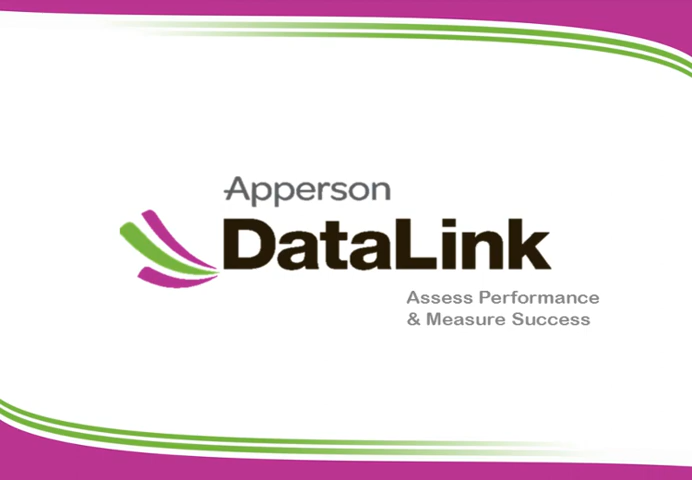 Apperson
DataLink
Assess Performance
& Measure Success